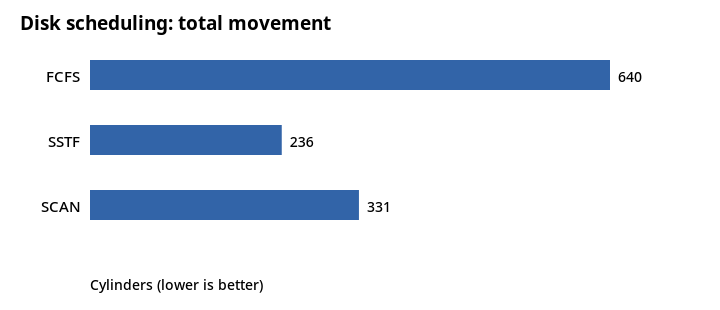 Disk scheduling: total movement
FCFS 640
SSTF 236
SCAN 331
Cylinders (lower is better)